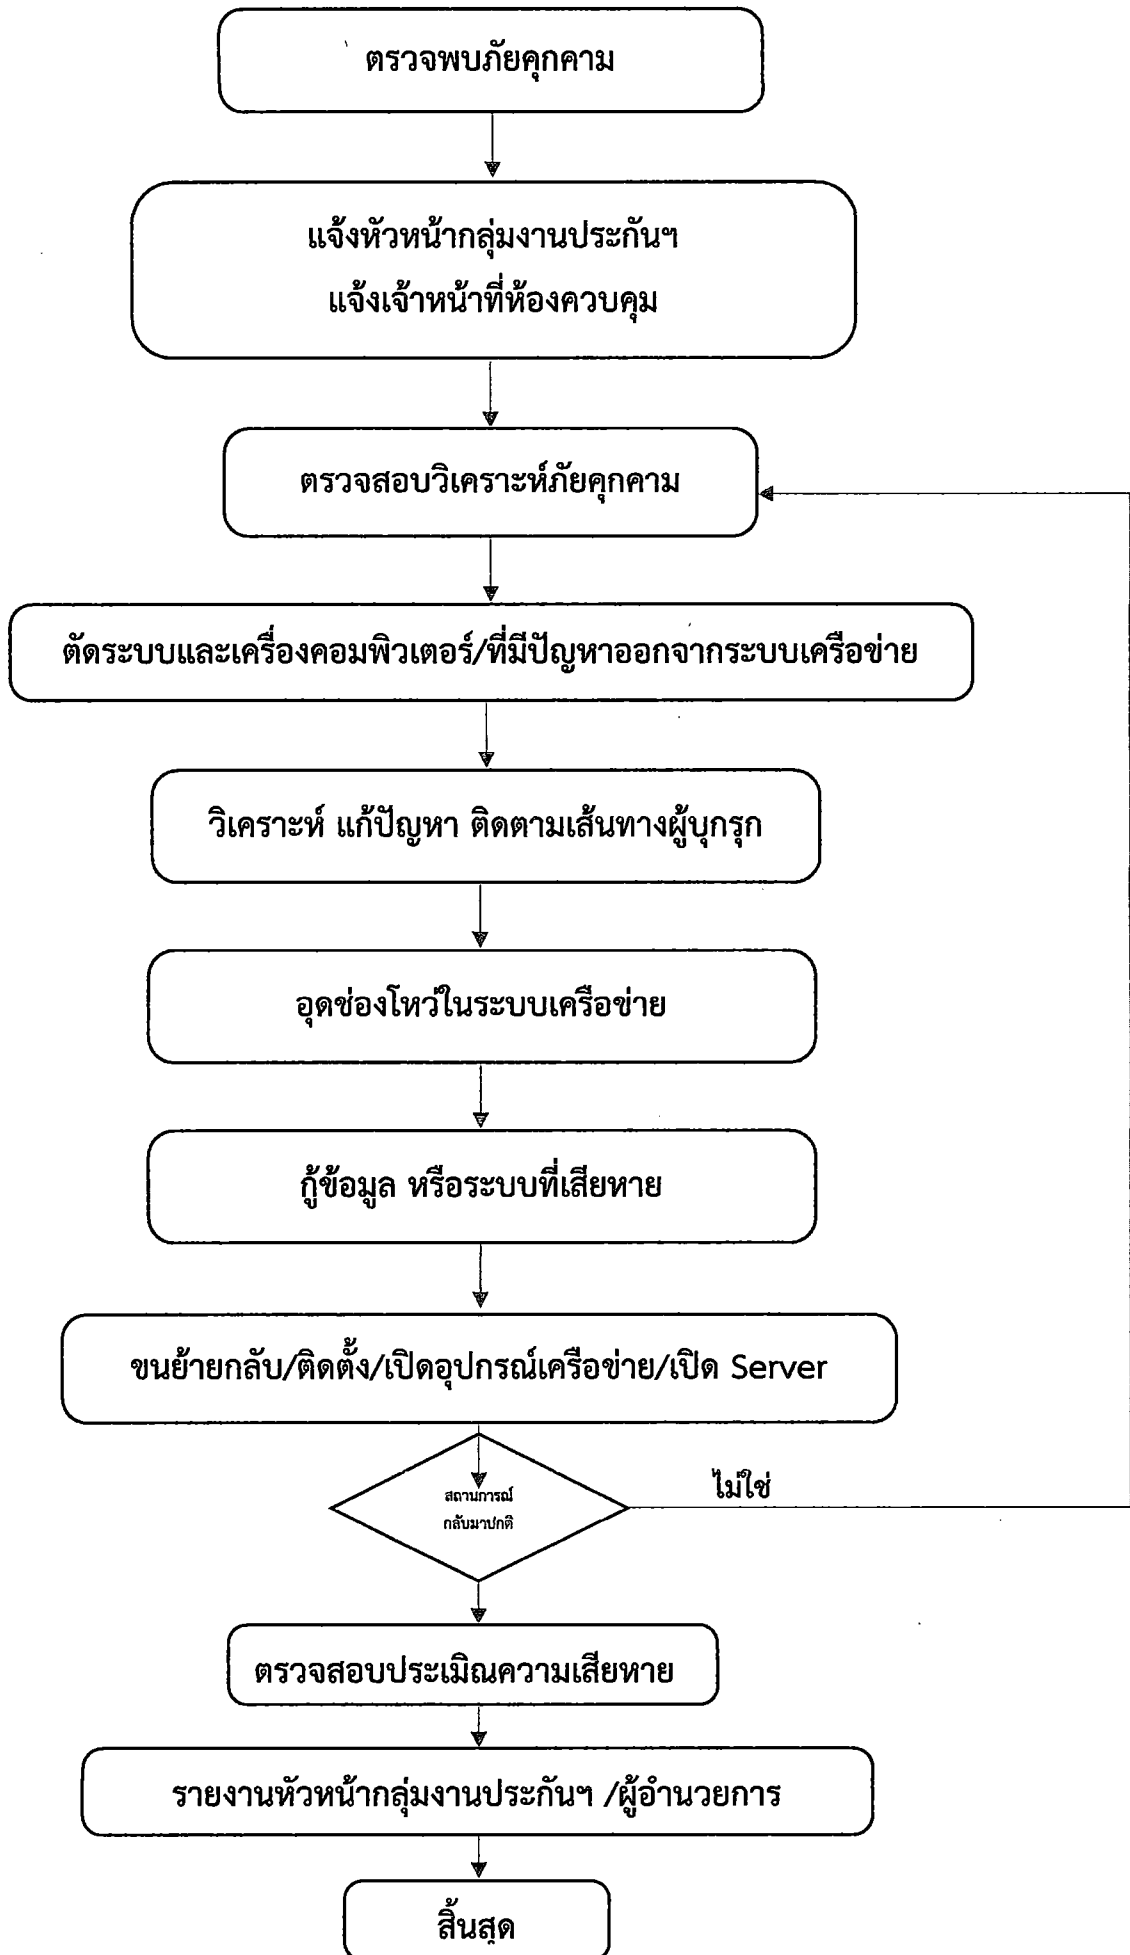 ตรวจพบภัยคุกคาม
แจ้งหัวหน้ากลุ่มงานประกันฯ
แจ้งเจ้าหน้าที่ห้องควบคุม
ตรวจสอบวิเคราะห์ภัยคุกคาม
ตัดระบบและเครื่องคอมพิวเตอร์/ที่มีปัญหาออกจากระบบเครือข่าย
วิเคราะห์ แก้ปัญหา ติดตามเส้นทางผู้บุกรุก
อุดช่องโหว่ในระบบเครือข่าย
กู้ข้อมูล หรือระบบที่เสียหาย
ขนย้ายกลับ/ติดตั้ง/เปิดอุปกรณ์เครือข่าย/เปิด Server
ไม่ใช่
สถานการณ์
กลับมาปกติ
ตรวจสอบประเมิณความเสียหาย
รายงานหัวหน้ากลุ่มงานประกันฯ /ผู้อำนวยการ
สิ้นสุด